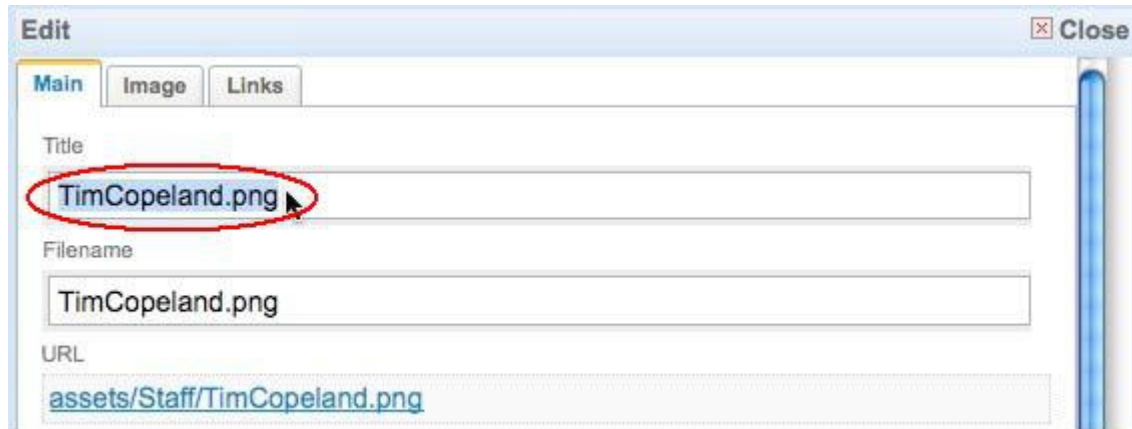 Edit Close
Main Image Links
Title
TimCopeland.png
Filename
TimCopeland.png
URL
assets/Staff/TimCopeland.png